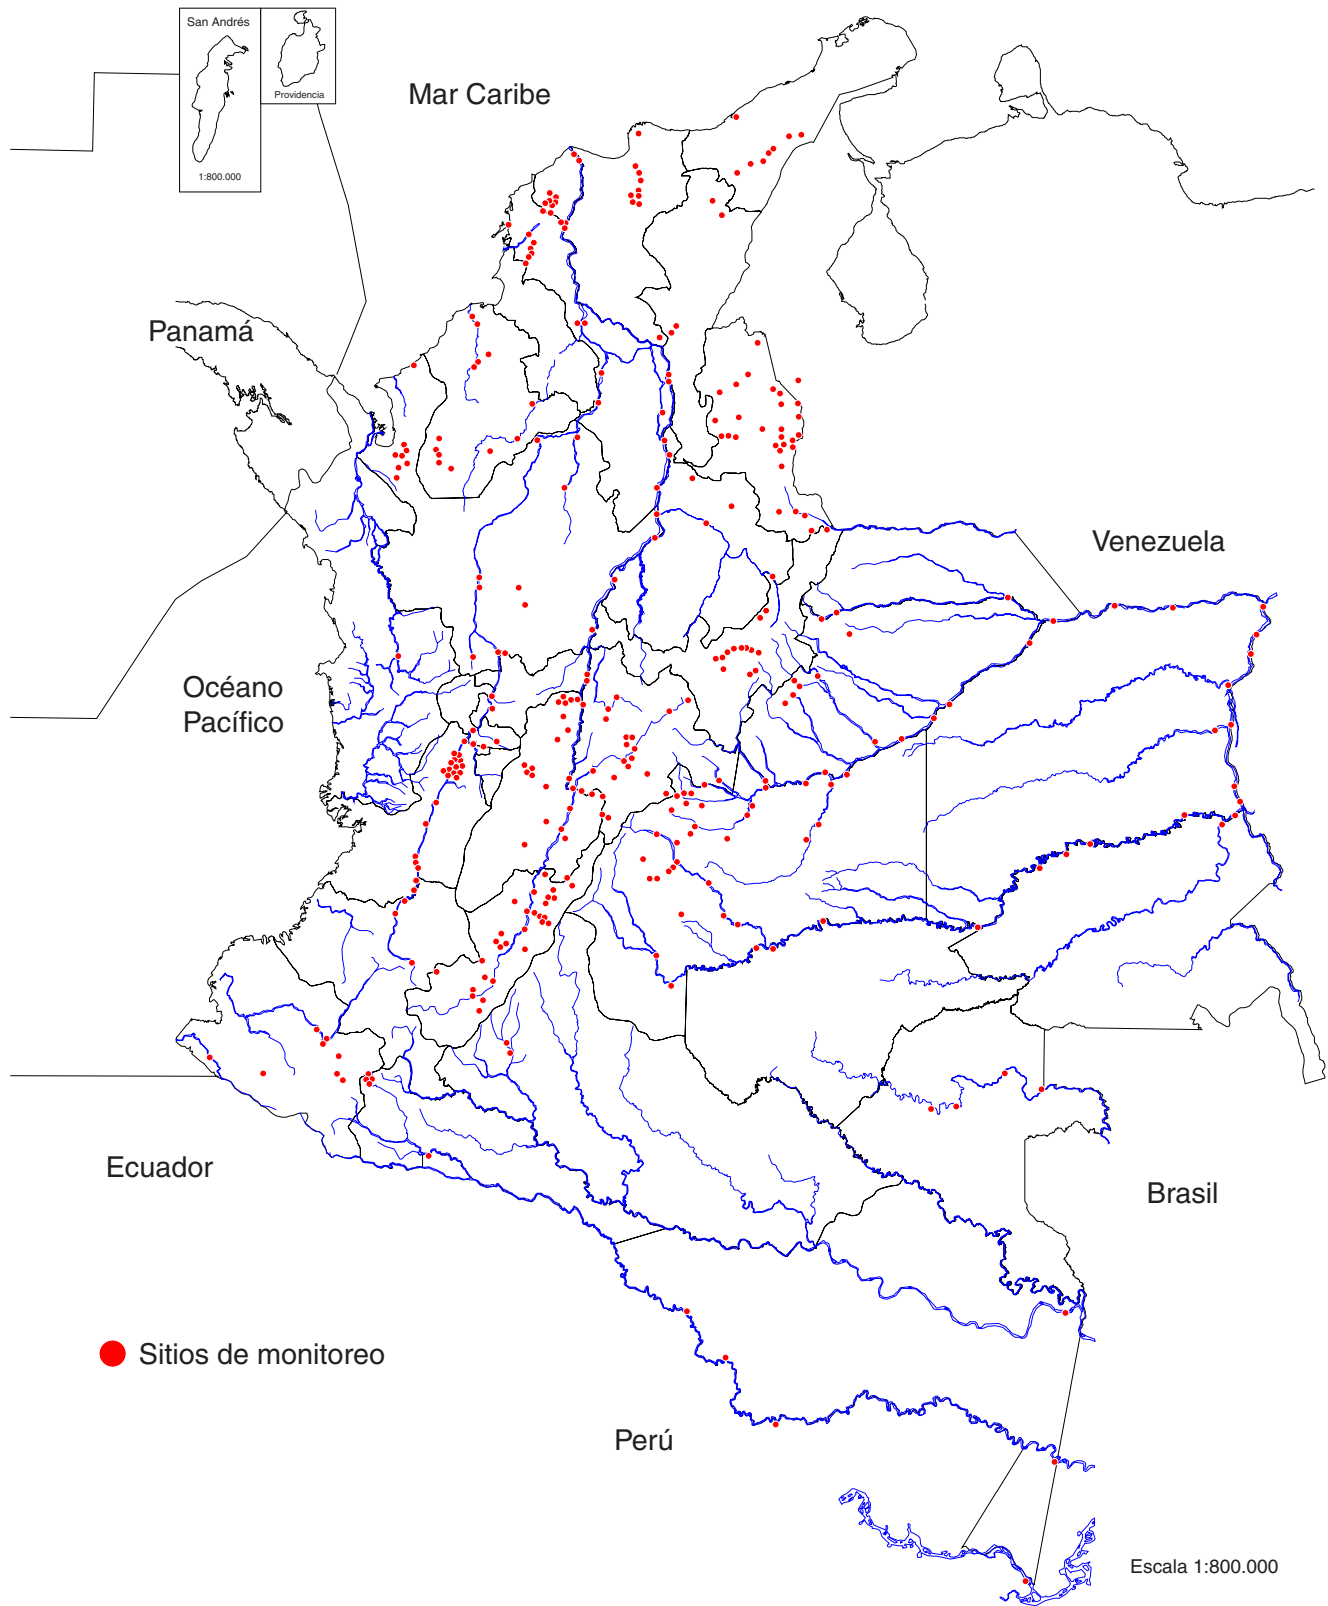 San Andrés
1:800.000
Providencia
Mar Caribe
Panamá
Venezuela
Océano
Pacífico
Ecuador
Brasil
Sitios de monitoreo
Perú
Escala 1:800.000